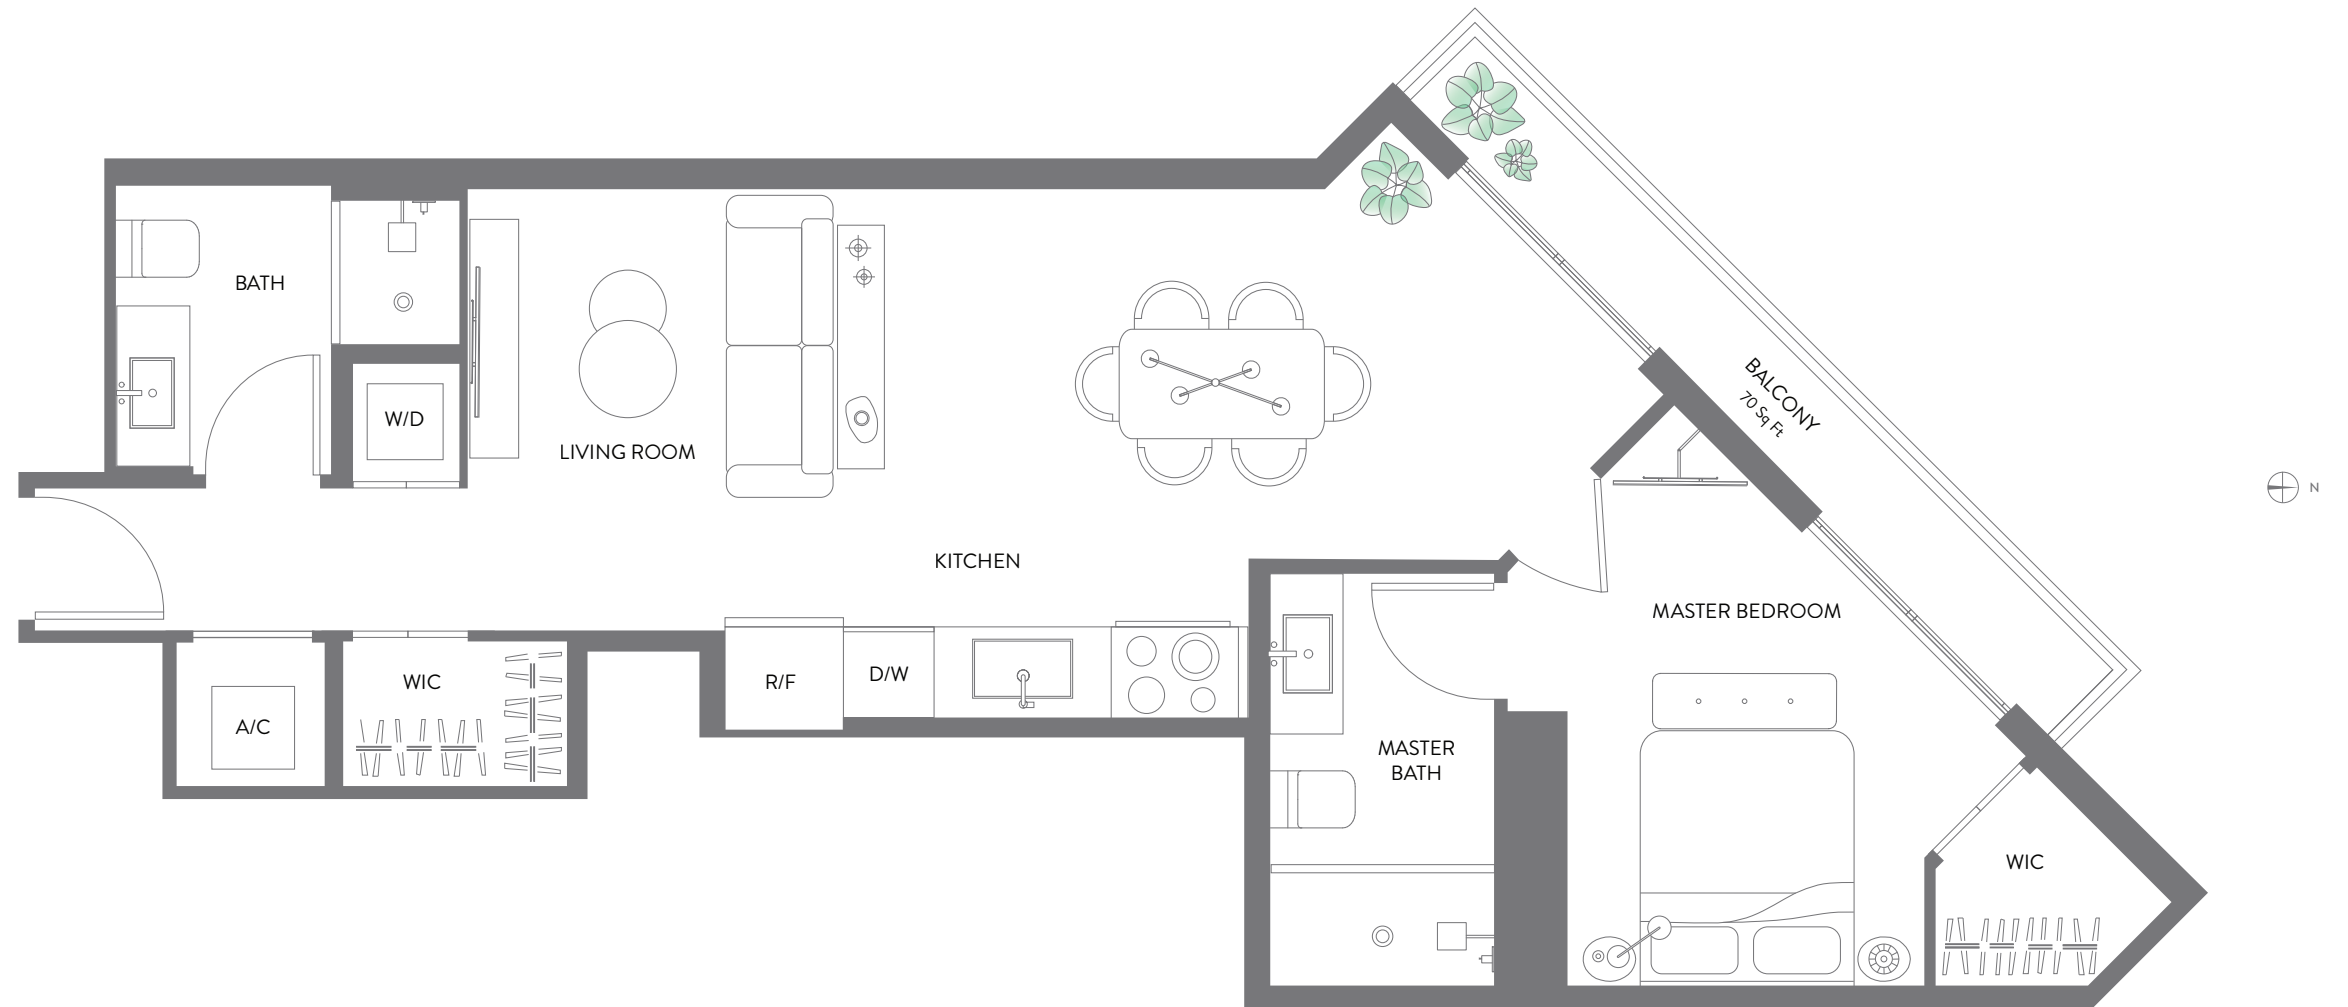 BATH
W/D
LIVING ROOM
BALCONY
70 Sq Ft
N
KITCHEN
MASTER BEDROOM
WIC
R/F
D/W
A/C
MASTER
BATH
WIC